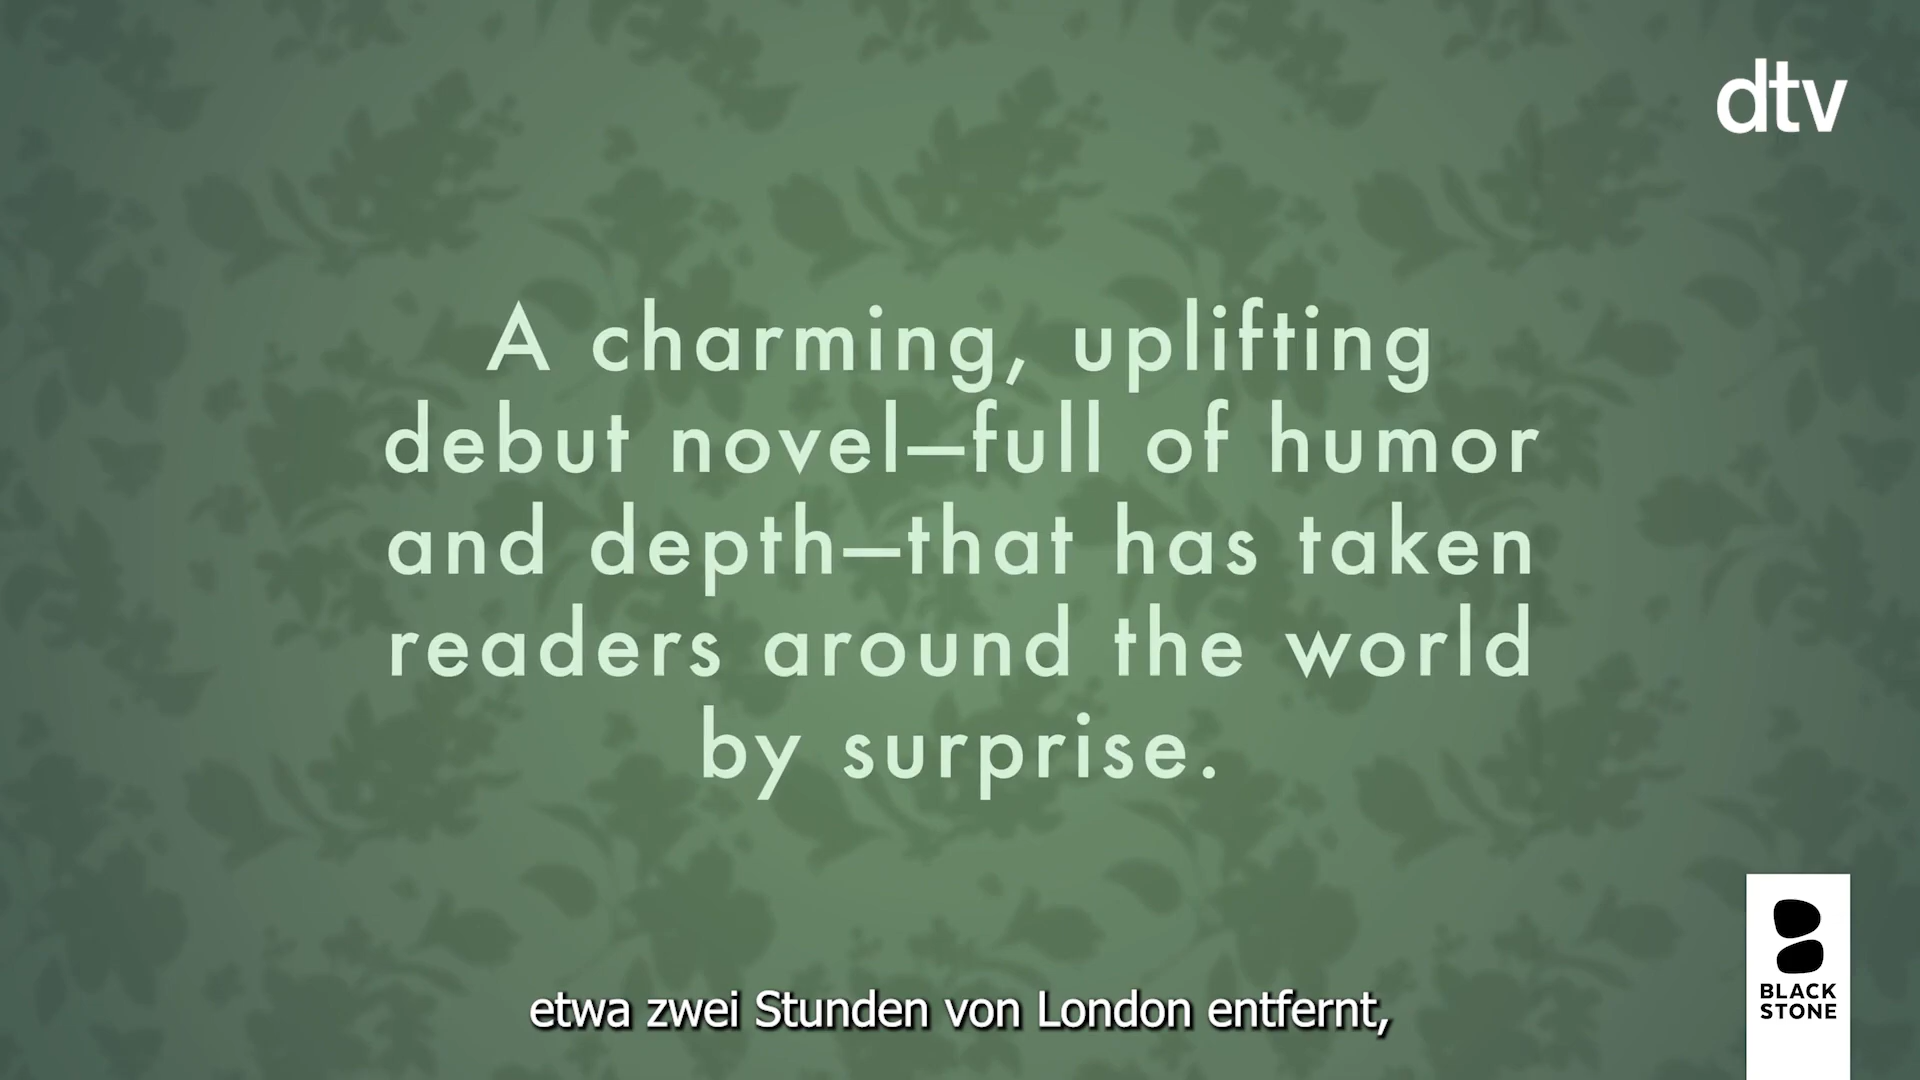 dtv
A charming, uplifting
debut novel—full of humor
and depth—that has taken
readers around the world
by surprise.
etwa zwei Stunden von London entfernt,
BLACK
STONE